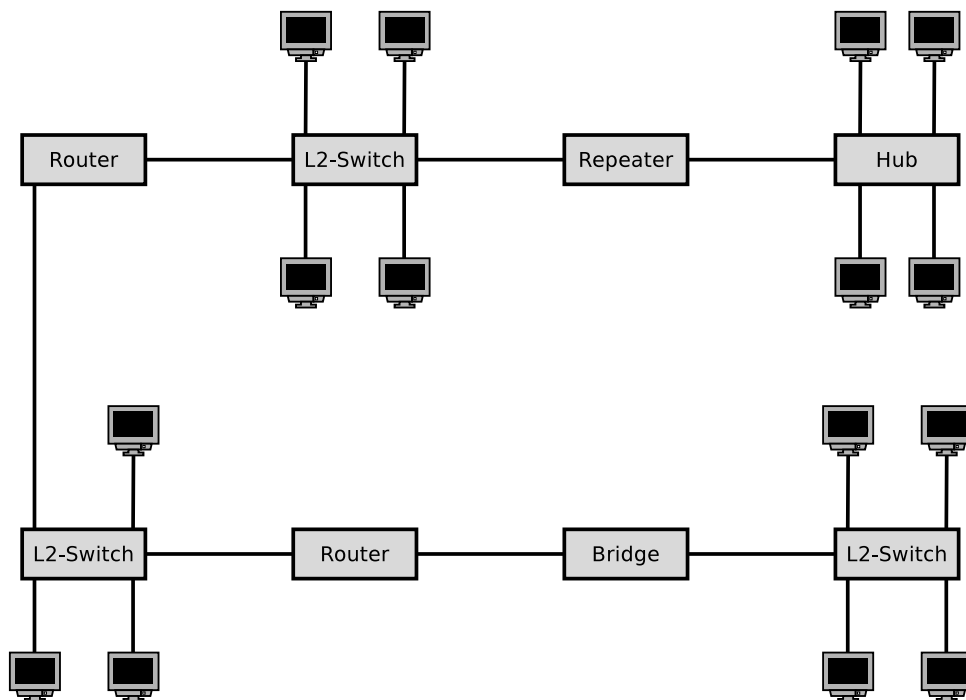 Router
L2-Switch
Repeater
Hub
L2-Switch
Router
Bridge
L2-Switch